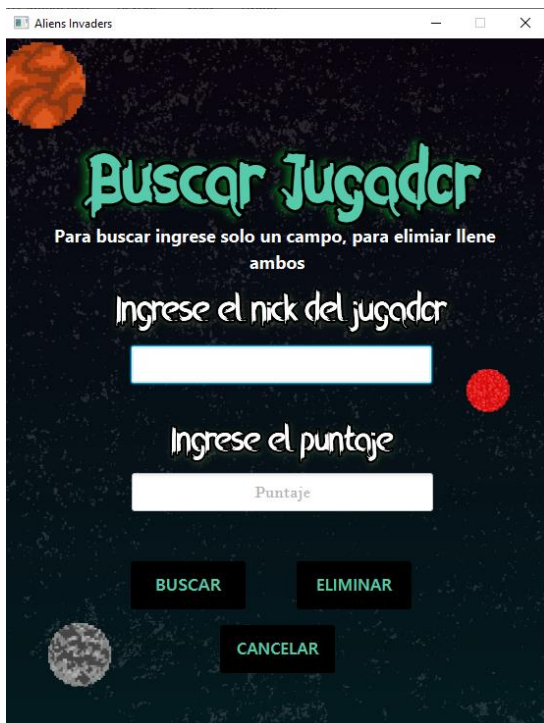 Aliens Invaders
Buscar Jugador
Para buscar ingrese solo un campo, para elimiar llene
ambos
Ingrese el nick del jugador
Ingrese el puntaje
Puntaje
BUSCAR ELIMINAR
CANCELAR